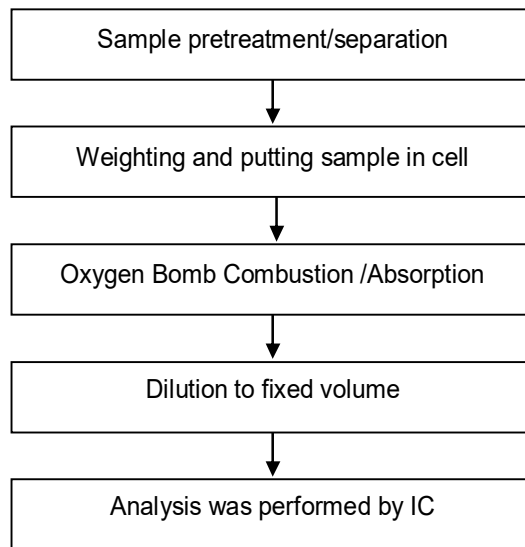 Sample pretreatment/separation
Weighting and putting sample in cell
Oxygen Bomb Combustion /Absorption
Dilution to fixed volume
Analysis was performed by IC